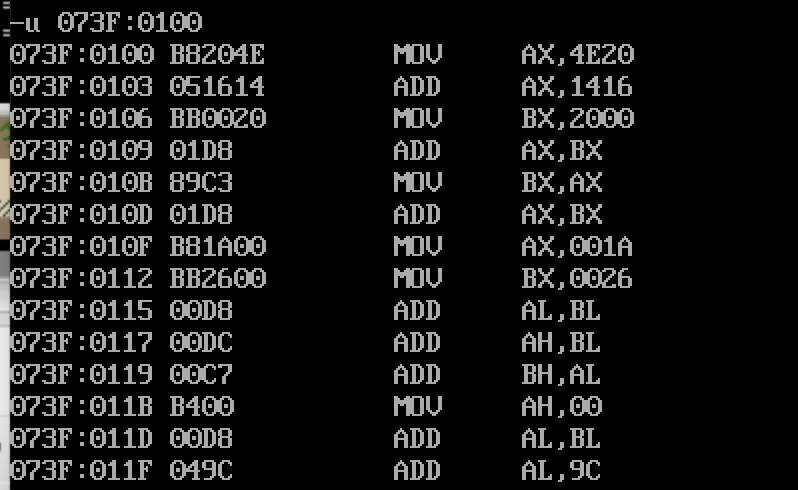 -u 073F:0100
073F:0100 B8204E MOV AX,4E20
073F:0103 051614 ADD AX,1416
073F:0106 BB0020 MOV BX,2000
073F:0109 01D8 ADD AX,BX
073F:010B 89C3 MOV BX,AX
073F:010D 01D8 ADD AX,BX
073F:010F B81A00 MOV AX,001A
073F:0112 BB2600 MOV BX,0026
073F:0115 00D8 ADD AL,BL
073F:0117 00DC ADD AH,BL
073F:0119 00C7 ADD BH,AL
073F:011B B400 MOV AH,00
073F:011D 00D8 ADD AL,BL
073F:011F 049C ADD AL,9C